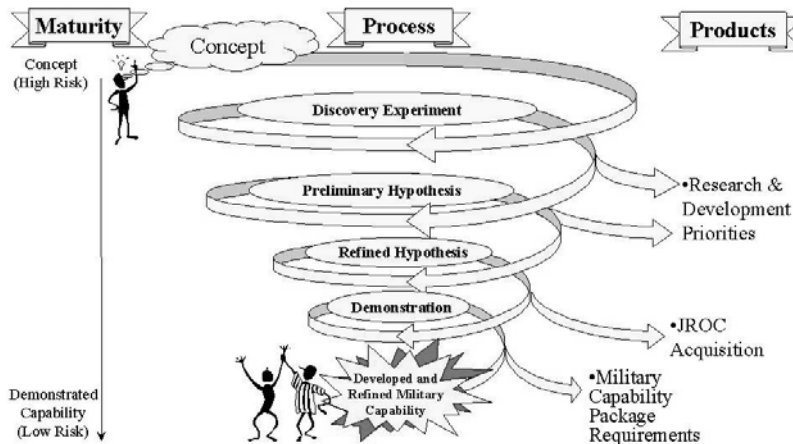 Maturity
Process
Products
Concept
(High Risk)
Concept
Discovery Experiment
Preliminary Hypothesis
•Research &
Development
Priorities
Refined Hypothesis
Demonstration
•JROC
Acquisition
Developed and
Refined Military
Capability
•Military
Capability
Package
Requirements
Demonstrated
Capability
(Low Risk)